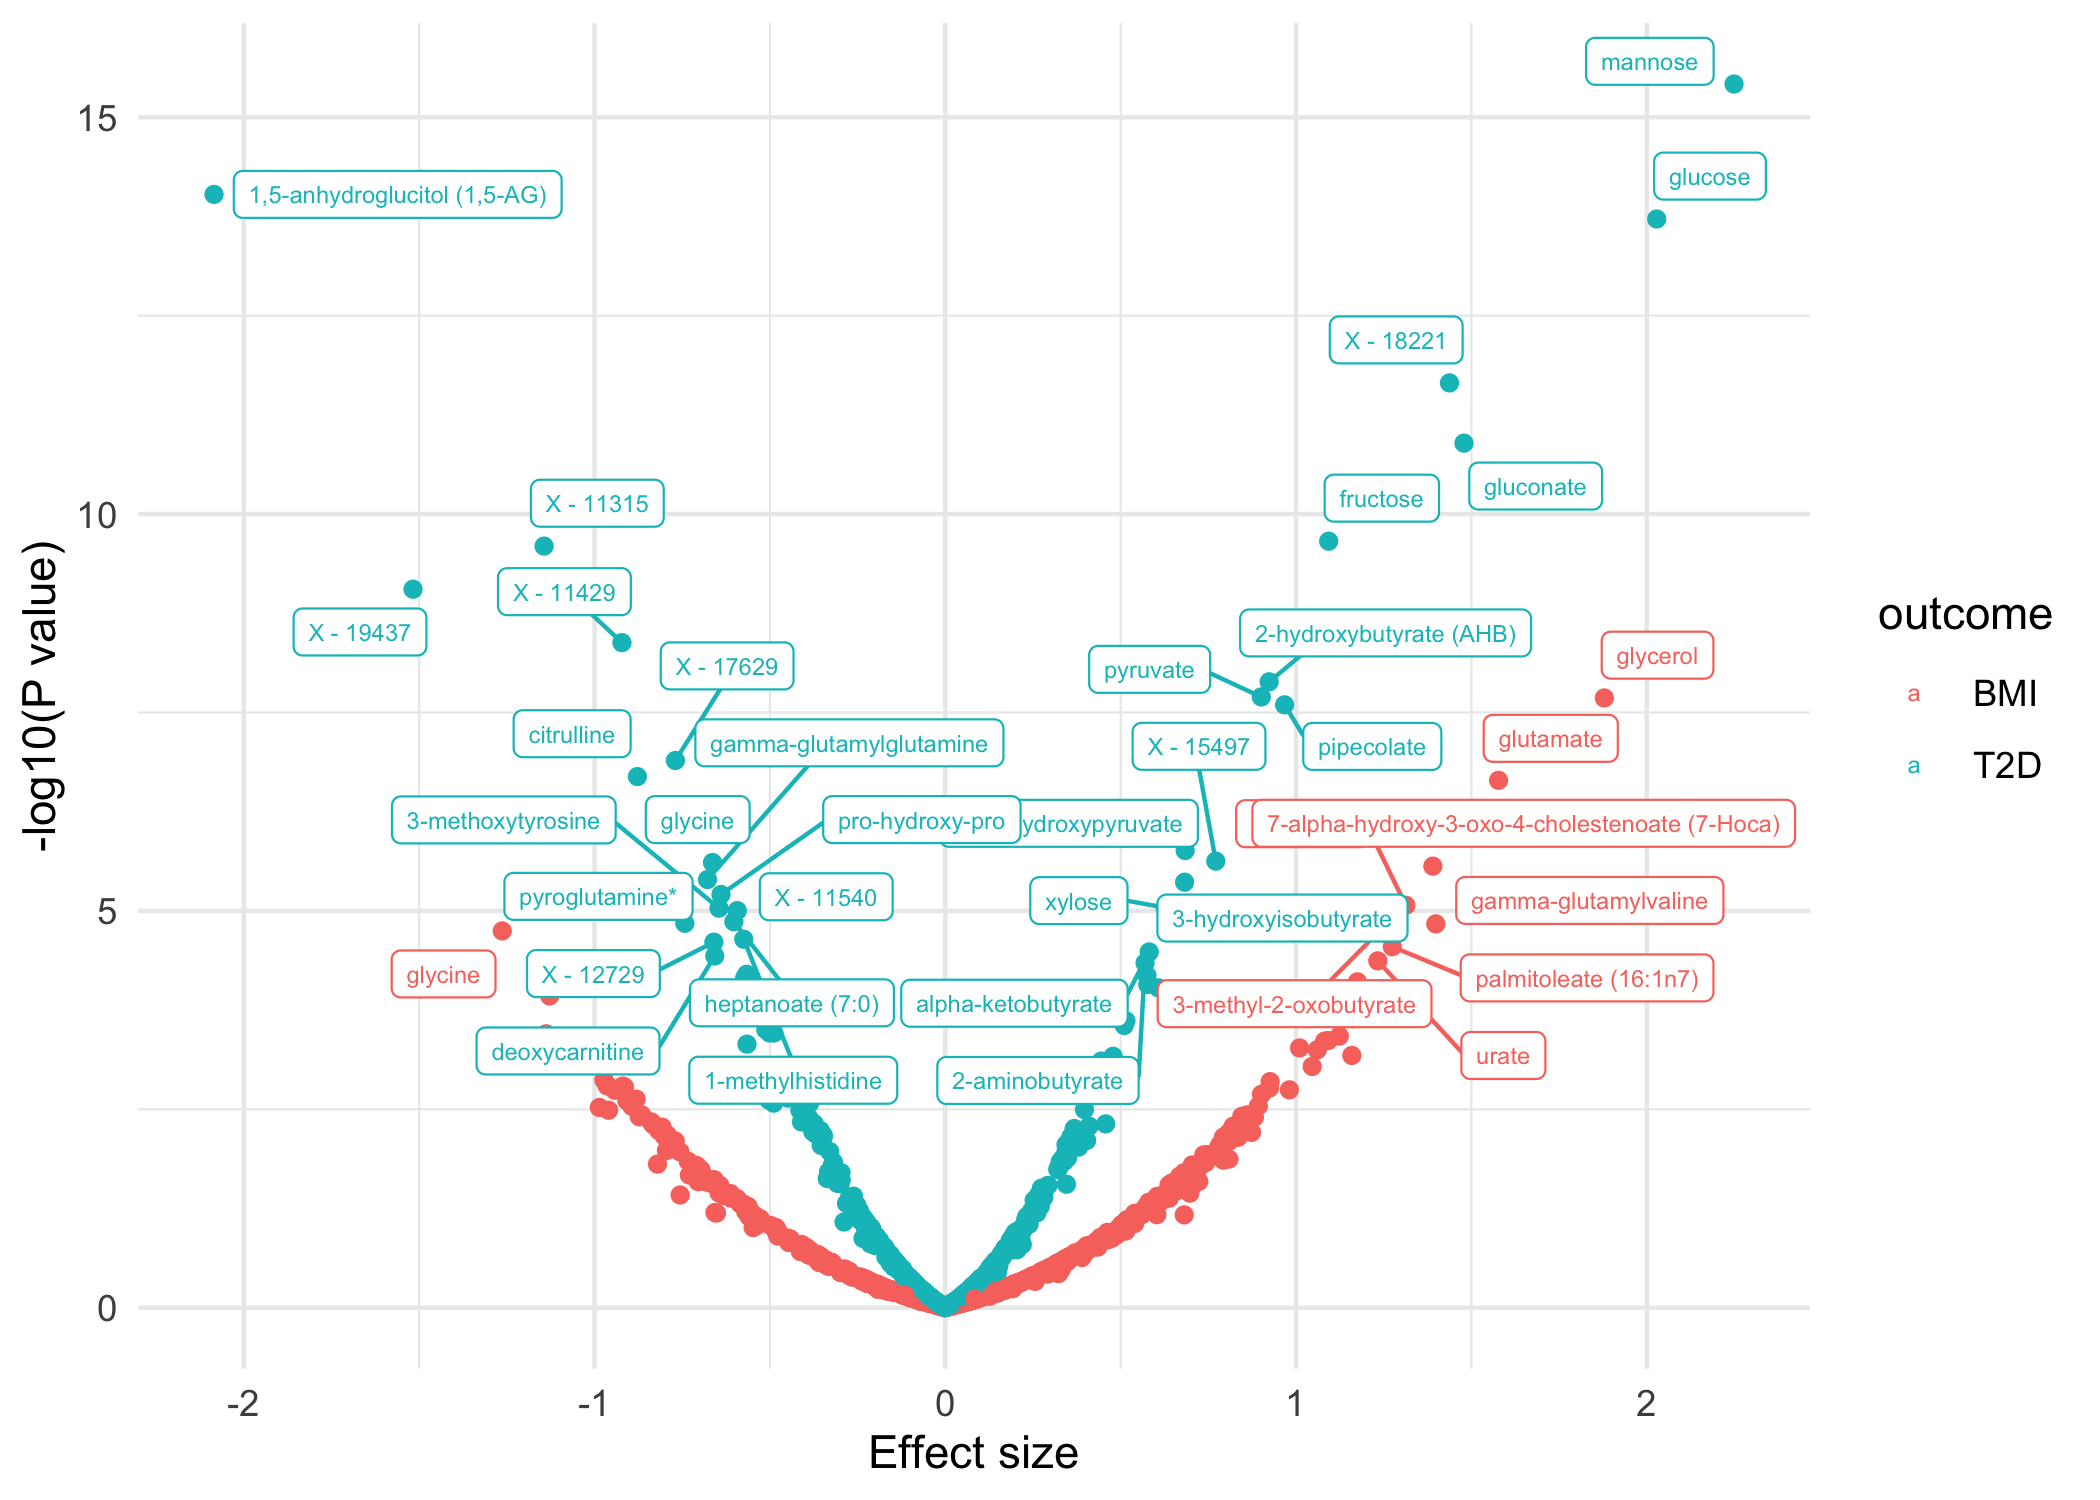 mannose
15
glucose
1,5-anhydroglucitol (1,5-AG)
X - 18221
gluconate
fructose
X - 11315
10
X - 11429
X - 19437
2-hydroxybutyrate (AHB)
glycerol
outcome
X - 17629
pyruvate
BMI
citrulline
gamma-glutamylglutamine
X - 15497
pipecolate
glutamate
T2D
3-methoxytyrosine
glycine
pro-hydroxy-pro
ydroxypyruvate
7-alpha-hydroxy-3-oxo-4-cholestenoate (7-Hoca)
pyroglutamine*
X - 11540
xylose
3-hydroxyisobutyrate
gamma-glutamylvaline
5
glycine
X - 12729
heptanoate (7:0)
alpha-ketobutyrate
3-methyl-2-oxobutyrate
palmitoleate (16:1n7)
deoxycarnitine
1-methylhistidine
2-aminobutyrate
urate
0
-2
-1
0
1
2
Effect size
-log10(P value)
a
a